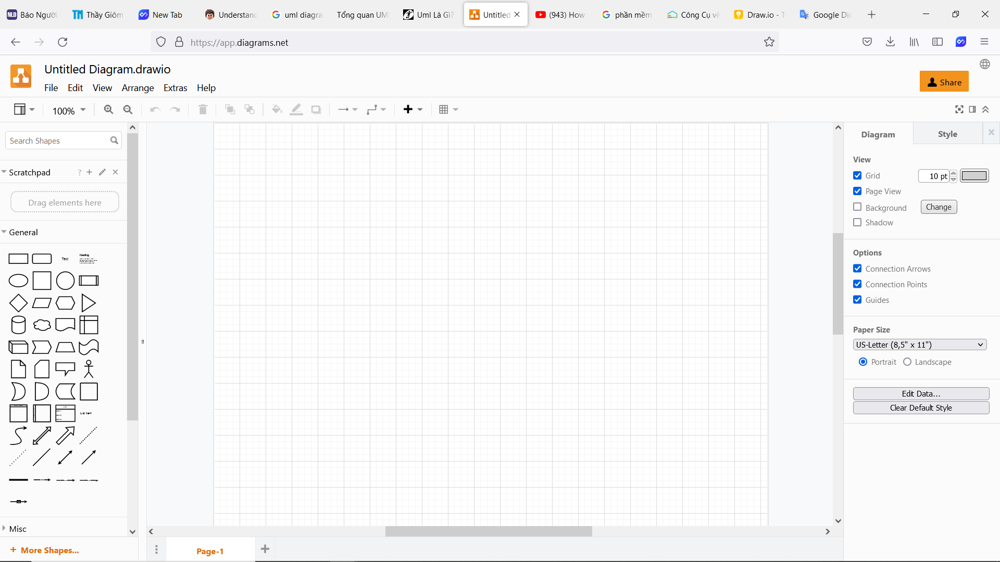 NLD Báo Người
Thầy Giôm
New Tab
Understand
uml diagra
Tổng quan UM
Uml Là Gì?
Untitled
(943) How
phần mềm
Công Cụ vẽ
Draw.io - T
Google Dịc
https://app.diagrams.net
Untitled Diagram.drawio
File Edit View Arrange Extras Help
Share
100%
Search Shapes
Scratchpad
?
Drag elements here
General
Text
Heading
List Item
Misc
+ More Shapes...
Page-1
Diagram
Style
View
Grid
10 pt
Page View
Background
Change
Shadow
Options
Connection Arrows
Connection Points
Guides
Paper Size
US-Letter (8,5" x 11")
Portrait Landscape
Edit Data...
Clear Default Style